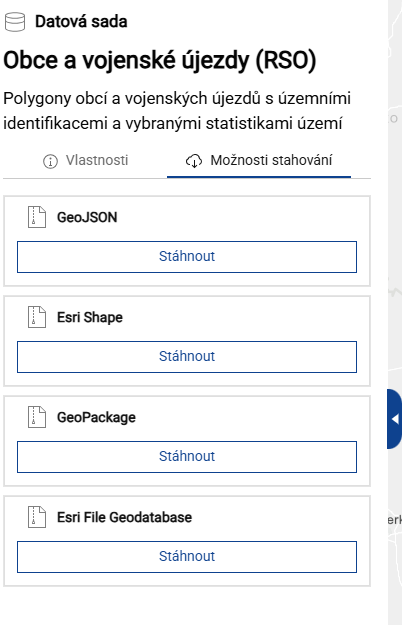 Datová sada
Obce a vojenské újezdy (RSO)
Polygony obcí a vojenských újezdů s územními
identifikacemi a vybranými statistikami území
Vlastnosti
Možnosti stahování
GeoJSON
Stáhnout
Esri Shape
Stáhnout
GeoPackage
Stáhnout
Esri File Geodatabase
Stáhnout